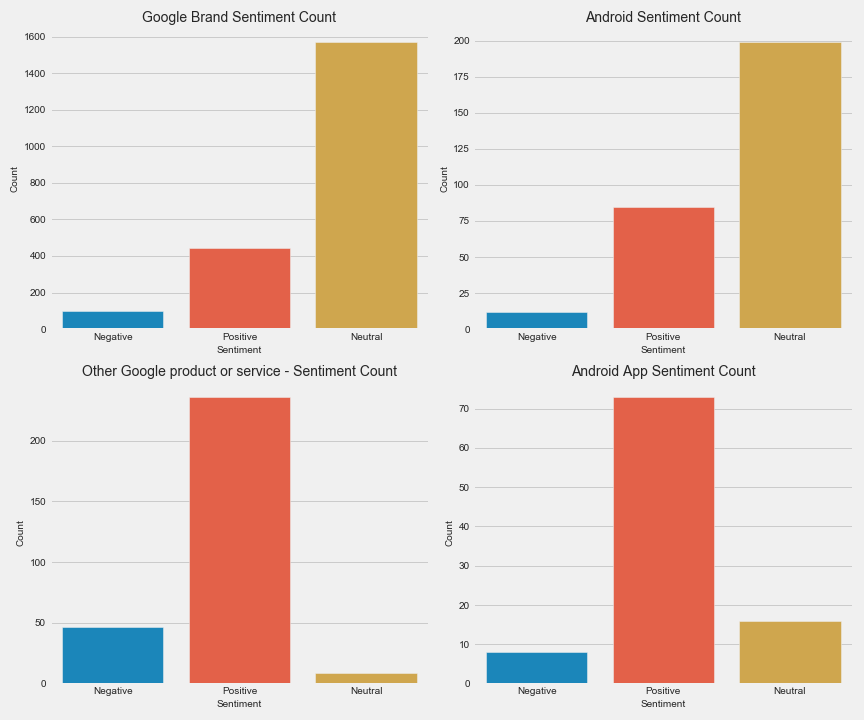 Google Brand Sentiment Count
1600
1400
1200
1000
800
600
400
200
0
Count
Negative
Positive
Neutral
Sentiment
Android Sentiment Count
200
175
150
125
100
75
50
25
0
Count
Negative
Positive
Neutral
Sentiment
Other Google product or service - Sentiment Count
200
150
100
50
0
Count
Negative
Positive
Neutral
Sentiment
Android App Sentiment Count
70
60
50
40
30
20
10
0
Count
Negative
Positive
Neutral
Sentiment